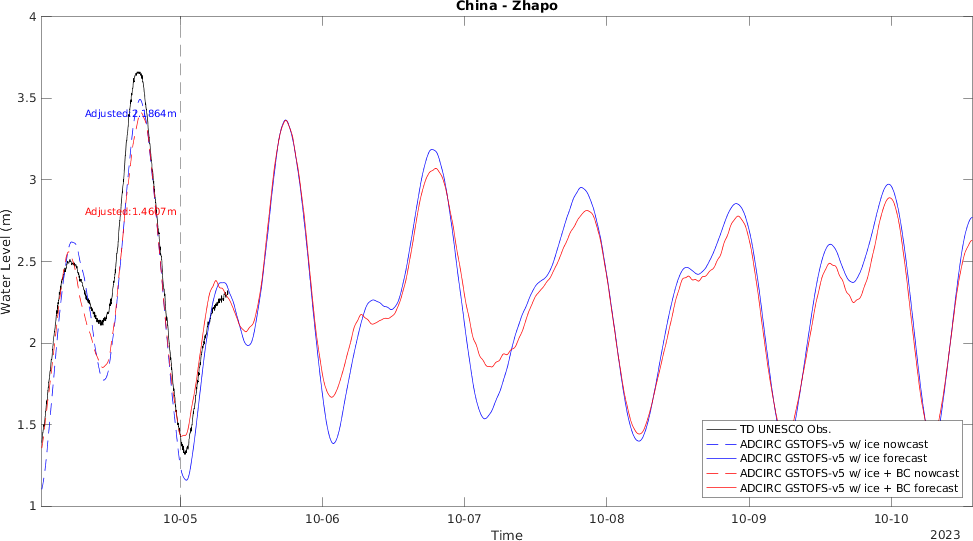 China - Zhapo
4
3.5
3
2.5
2
1.5
1
Water Level (m)
Adjusted:2.1864m
Adjusted:1.4607m
TD UNESCO Obs.
ADCIRC GSTOFS-v5 w/ ice nowcast
ADCIRC GSTOFS-v5 w/ ice forecast
ADCIRC GSTOFS-v5 w/ ice + BC nowcast
ADCIRC GSTOFS-v5 w/ ice + BC forecast
10-05 10-06 10-07 10-08 10-09 10-10
Time
2023